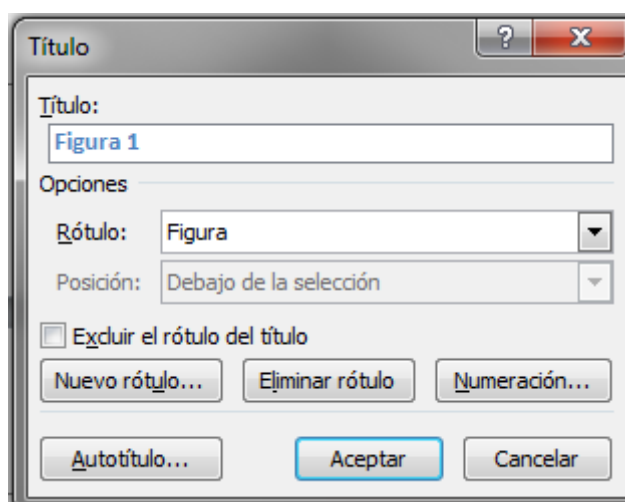 Título
Título:
Figura 1
Opciones
Rótulo: Figura
Posición: Debajo de la selección
Excluir el rótulo del título
Nuevo rótulo... Eliminar rótulo Numeración...
Autotítulo... Aceptar Cancelar